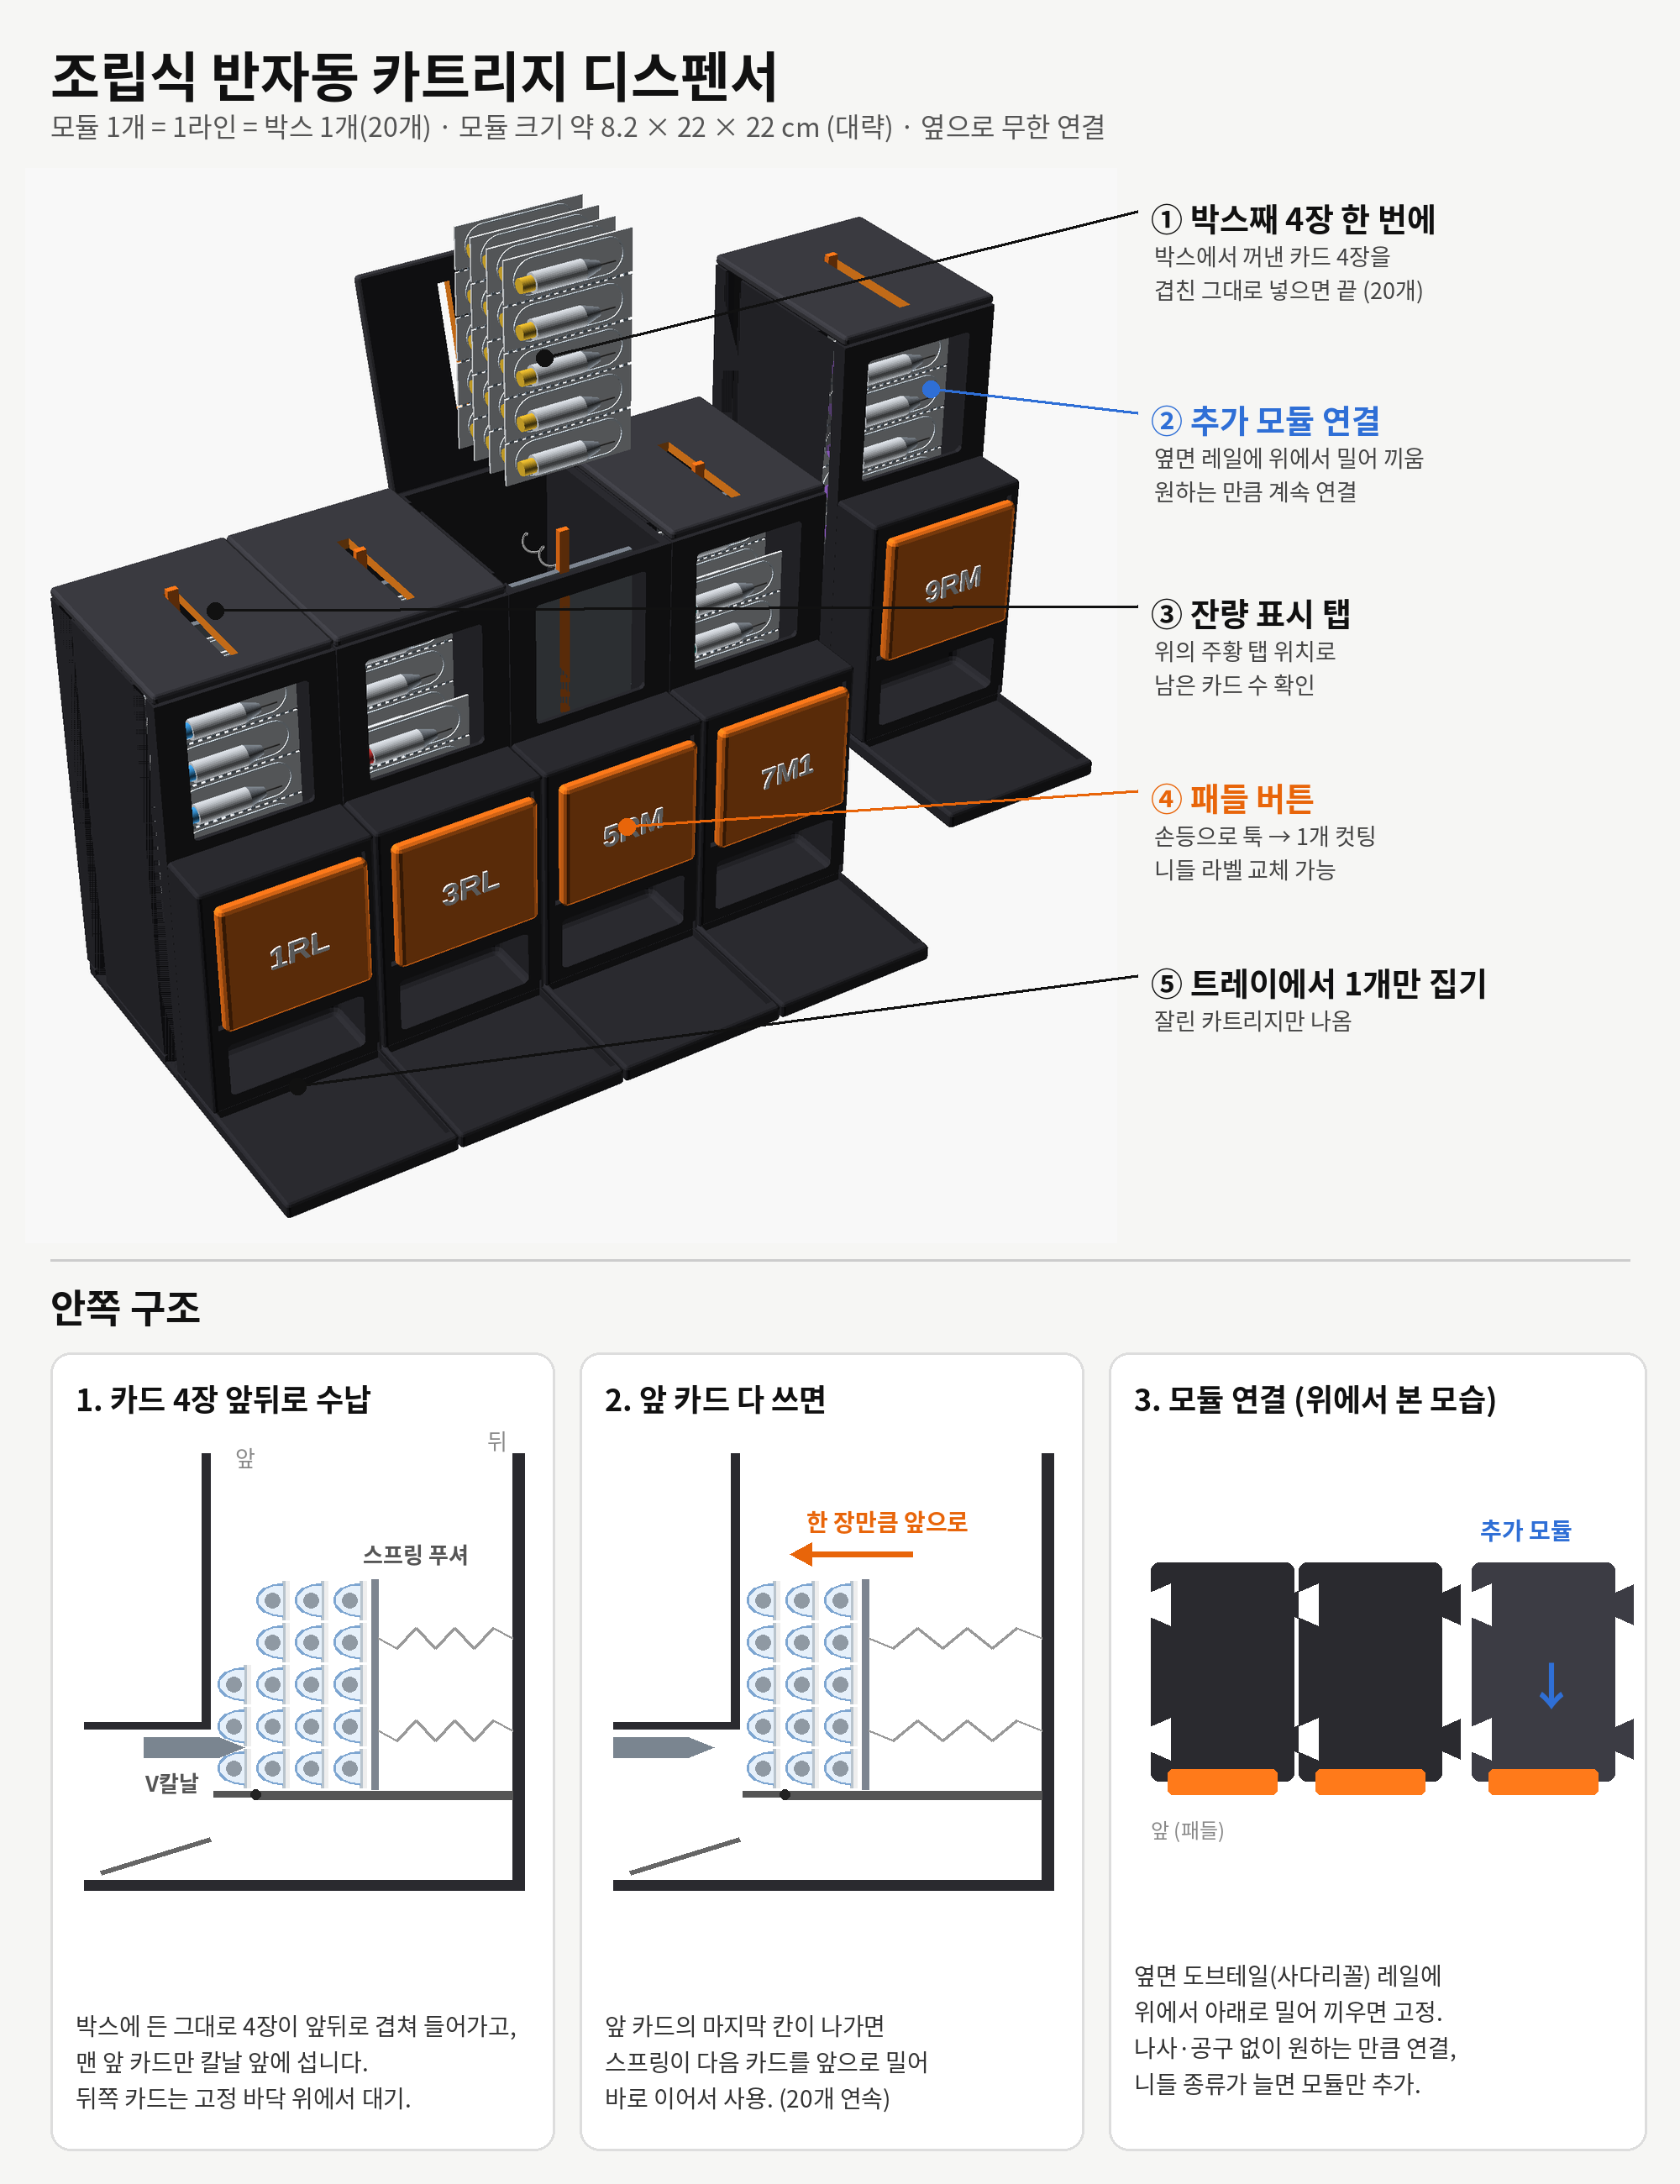 조립식 반자동 카트리지 디스펜서
모듈 1개 = 1라인 = 박스 1개(20개) · 모듈 크기 약 8.2 × 22 × 22 cm (대략) · 옆으로 무한 연결
① 박스째 4장 한 번에
박스에서 꺼낸 카드 4장을
겹친 그대로 넣으면 끝 (20개)
② 추가 모듈 연결
옆면 레일에 위에서 밀어 끼움
원하는 만큼 계속 연결
③ 잔량 표시 탭
위의 주황 탭 위치로
남은 카드 수 확인
④ 패들 버튼
손등으로 툭 → 1개 컷팅
니들 라벨 교체 가능
⑤ 트레이에서 1개만 집기
잘린 카트리지만 나옴
1RL
3RL
5RM
7M1
9RM
안쪽 구조
1. 카드 4장 앞뒤로 수납
앞
뒤
스프링 푸셔
V칼날
박스에 든 그대로 4장이 앞뒤로 겹쳐 들어가고,
맨 앞 카드만 칼날 앞에 섭니다.
뒤쪽 카드는 고정 바닥 위에서 대기.
2. 앞 카드 다 쓰면
한 장만큼 앞으로
앞 카드의 마지막 칸이 나가면
스프링이 다음 카드를 앞으로 밀어
바로 이어서 사용. (20개 연속)
3. 모듈 연결 (위에서 본 모습)
추가 모듈
앞 (패들)
옆면 도브테일(사다리꼴) 레일에
위에서 아래로 밀어 끼우면 고정.
나사·공구 없이 원하는 만큼 연결,
니들 종류가 늘면 모듈만 추가.